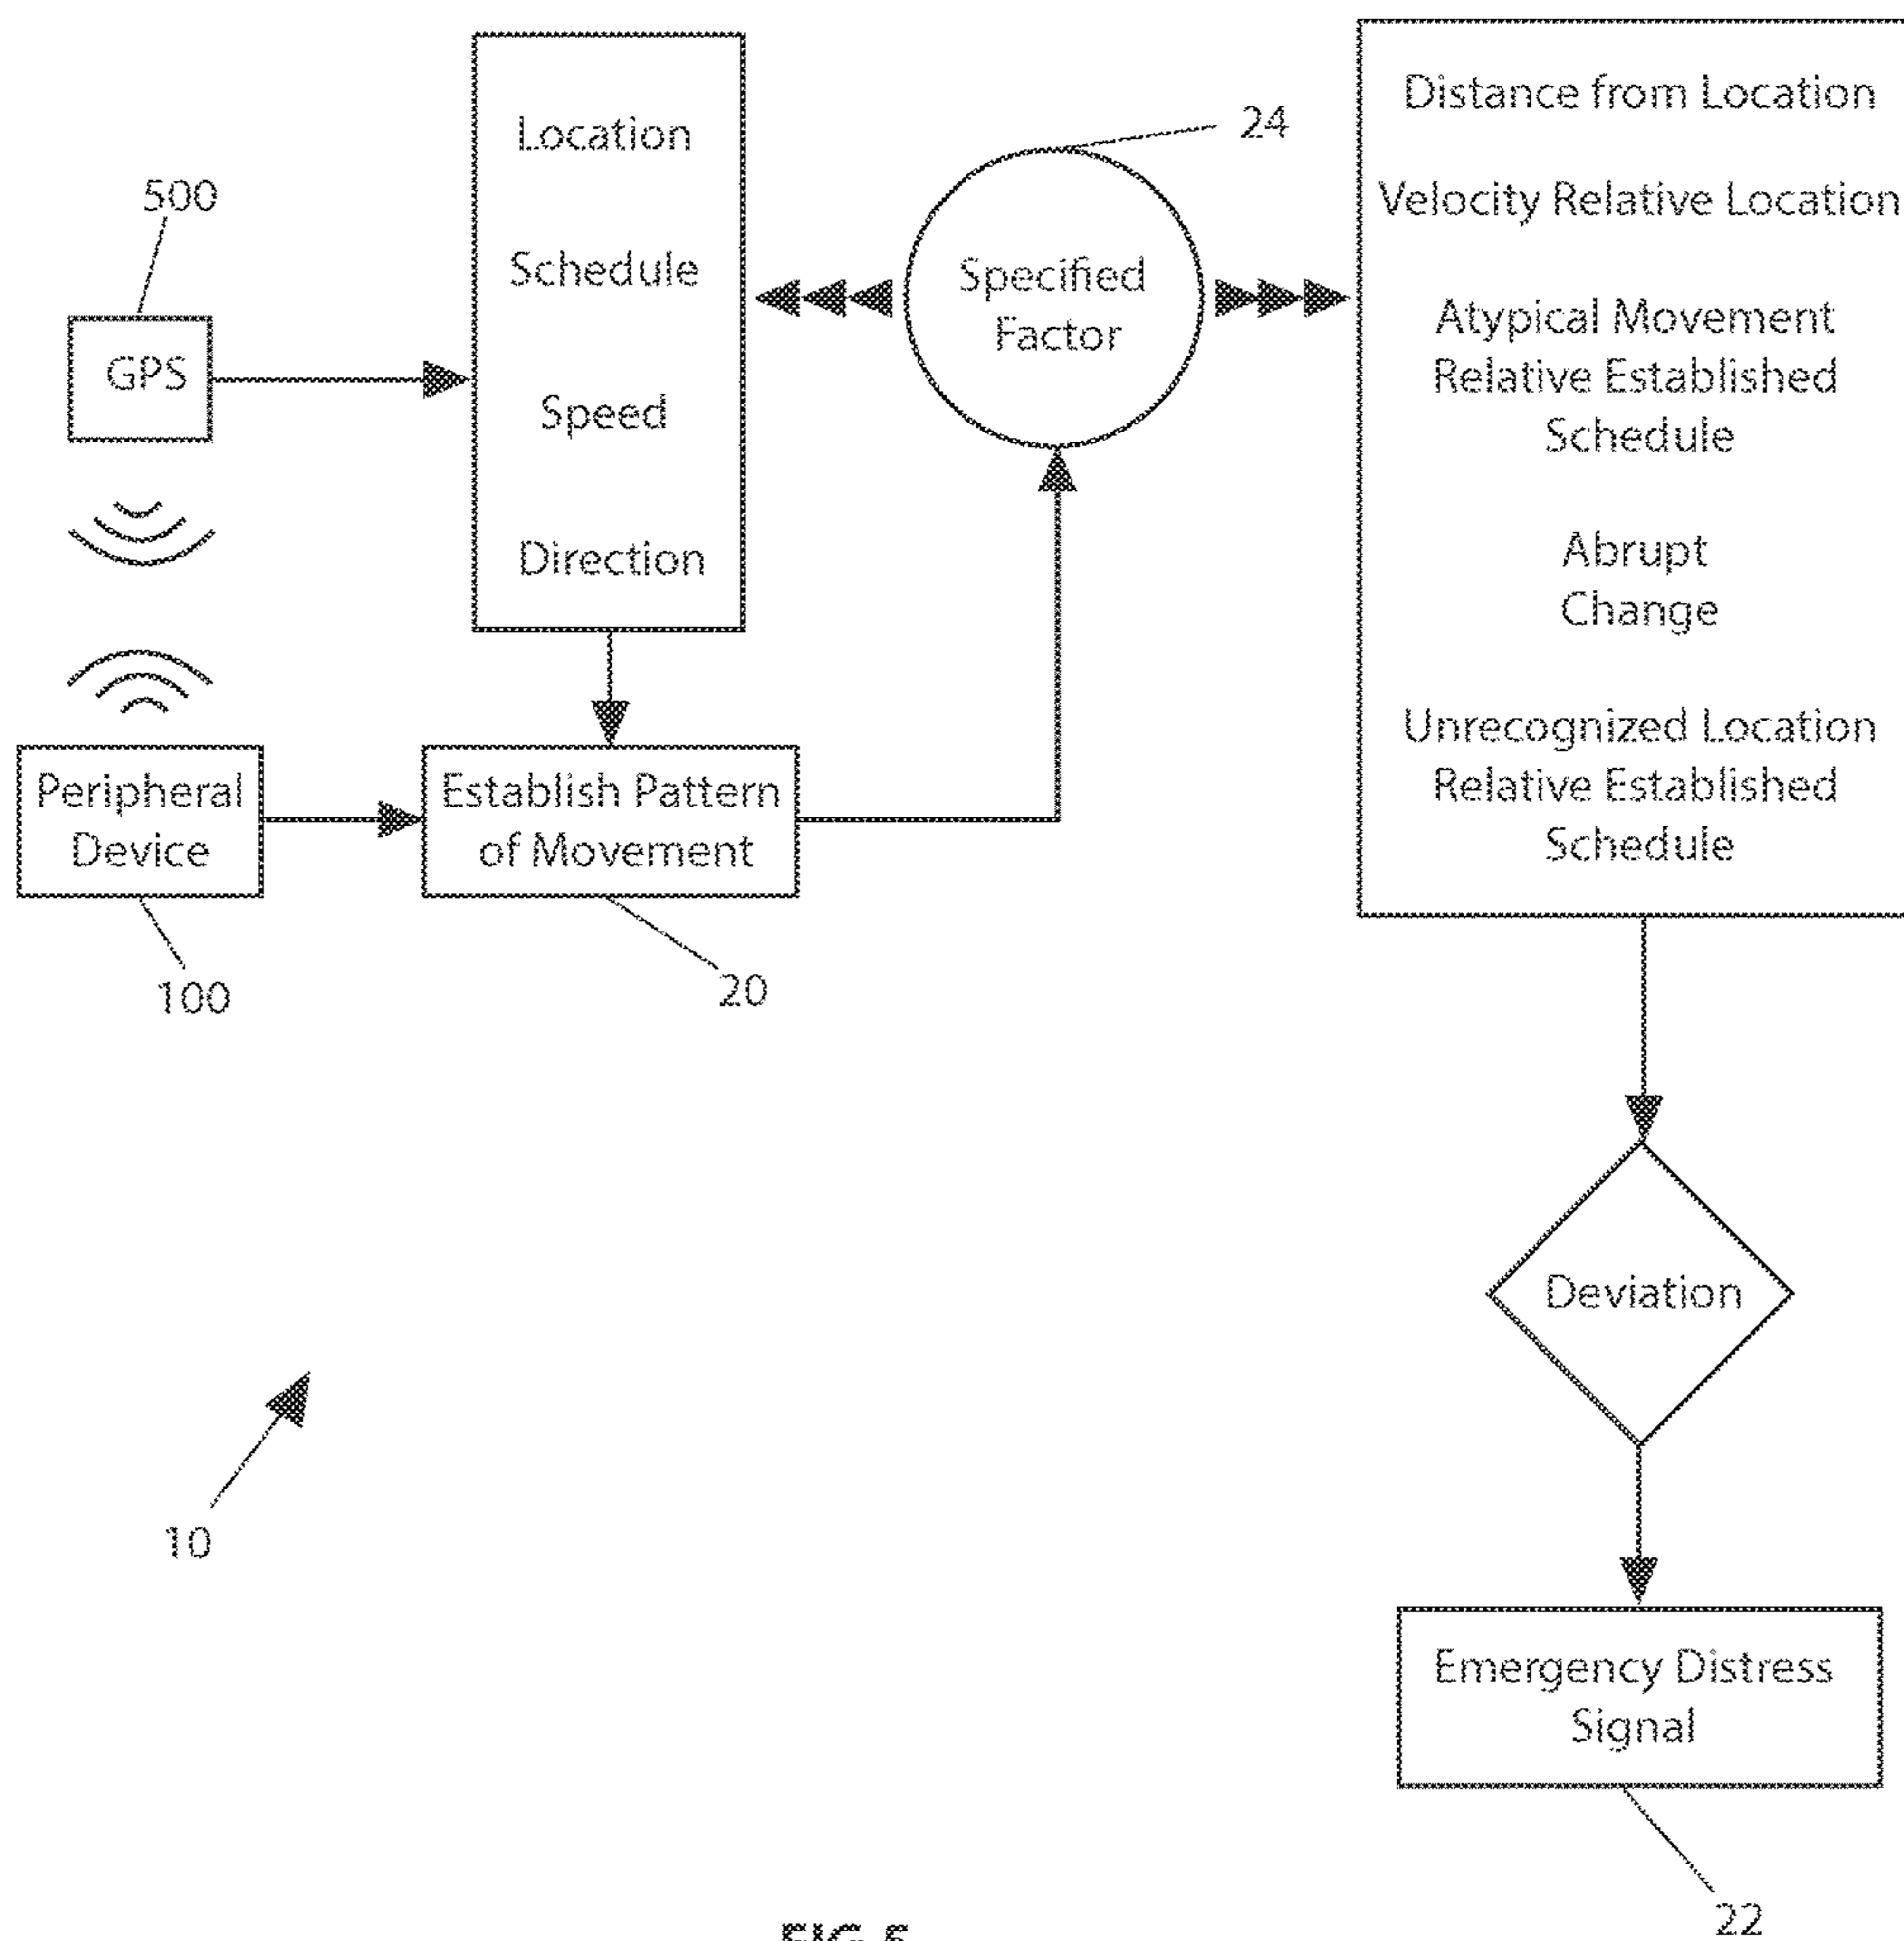 500
GPS
Location
Schedule
Speed
Direction
24
Specified
Factor
Distance from Location
Velocity Relative Location
Atypical Movement
Relative Established
Schedule
Abrupt
Change
Unrecognized Location
Relative Established
Schedule
Peripheral
Device
100
Establish Pattern
of Movement
20
Deviation
10
Emergency Distress
Signal
22
FIG 5